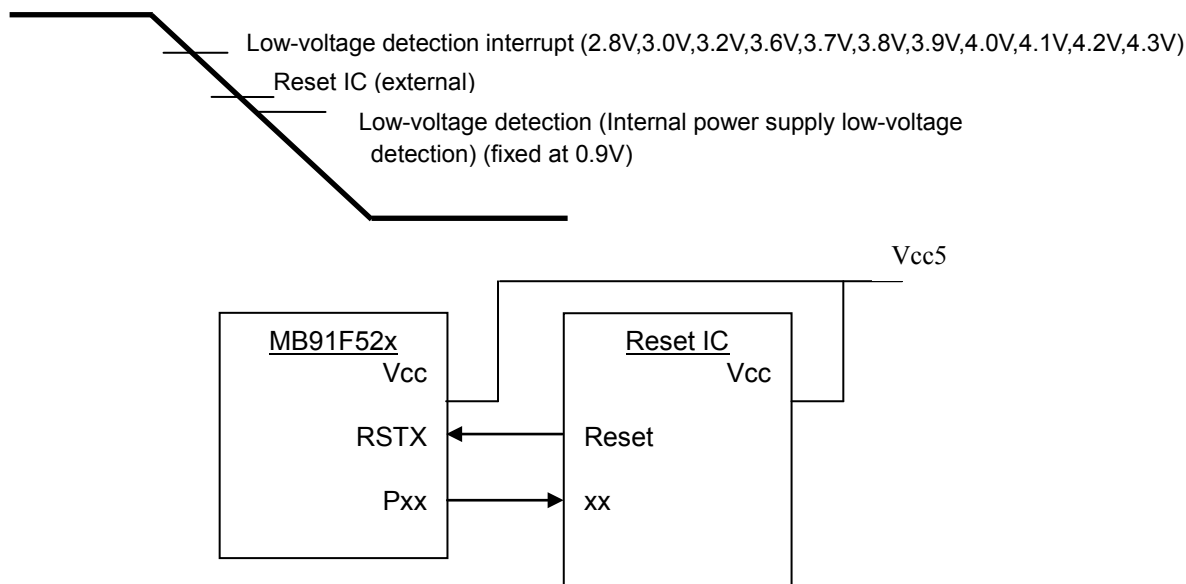 Low-voltage detection interrupt (2.8V,3.0V,3.2V,3.6V,3.7V,3.8V,3.9V,4.0V,4.1V,4.2V,4.3V)
Reset IC (external)
Low-voltage detection (Internal power supply low-voltage
detection) (fixed at 0.9V)
Vcc5
MB91F52x
Reset IC
Vcc
Vcc
RSTX
Reset
Pxx
xx